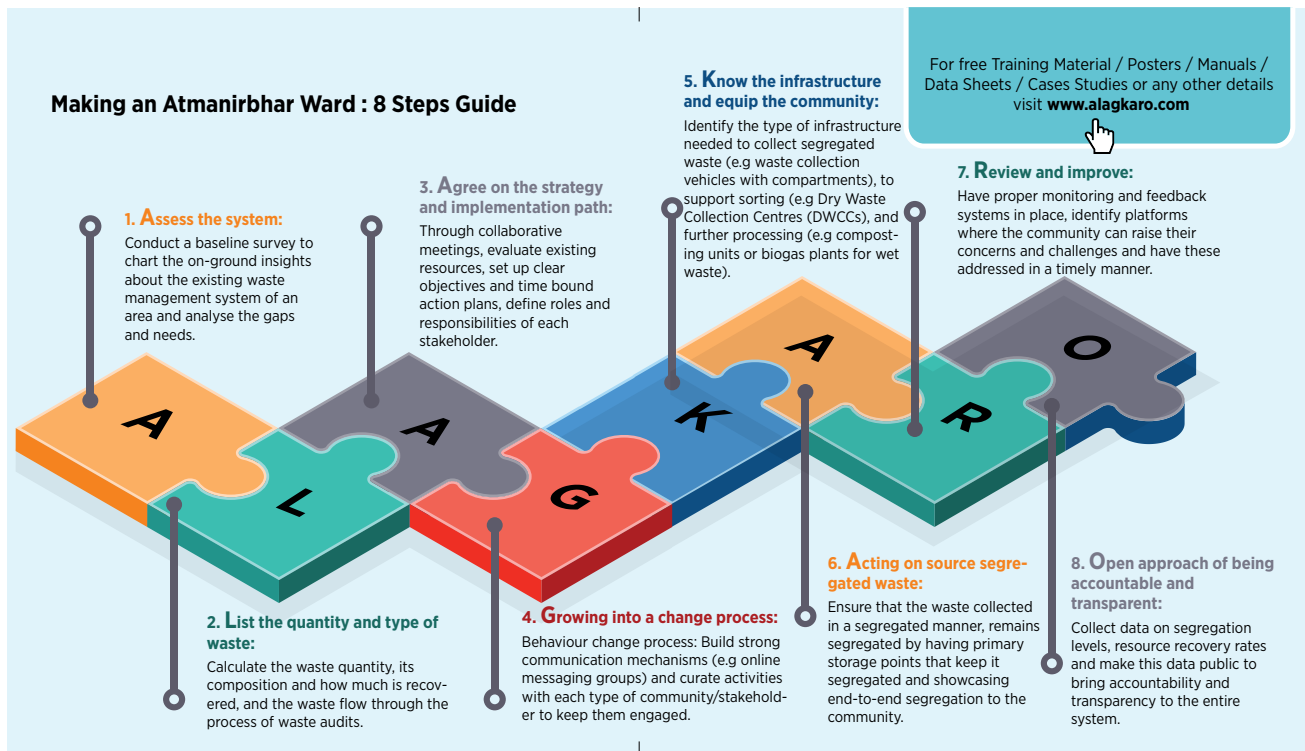 Making an Atmanirbhar Ward : 8 Steps Guide
For free Training Material / Posters / Manuals /
Data Sheets / Cases Studies or any other details
visit www.alagkaro.com
1. Assess the system:
Conduct a baseline survey to
chart the on-ground insights
about the existing waste
management system of an
area and analyse the gaps
and needs.
2. List the quantity and type of
waste:
Calculate the waste quantity, its
composition and how much is recov-
ered, and the waste flow through the
process of waste audits.
3. Agree on the strategy
and implementation path:
Through collaborative
meetings, evaluate existing
resources, set up clear
objectives and time bound
action plans, define roles and
responsibilities of each
stakeholder.
4. Growing into a change process:
Behaviour change process: Build strong
communication mechanisms (e.g online
messaging groups) and curate activities
with each type of community/stakehold-
er to keep them engaged.
5. Know the infrastructure
and equip the community:
Identify the type of infrastructure
needed to collect segregated
waste (e.g waste collection
vehicles with compartments), to
support sorting (e.g Dry Waste
Collection Centres (DWCCs), and
further processing (e.g compost-
ing units or biogas plants for wet
waste).
6. Acting on source segre-
gated waste:
Ensure that the waste collected
in a segregated manner, remains
segregated by having primary
storage points that keep it
segregated and showcasing
end-to-end segregation to the
community.
7. Review and improve:
Have proper monitoring and feedback
systems in place, identify platforms
where the community can raise their
concerns and challenges and have these
addressed in a timely manner.
8. Open approach of being
accountable and
transparent:
Collect data on segregation
levels, resource recovery rates
and make this data public to
bring accountability and
transparency to the entire
system.
A
L
A
G
K
A
R
O